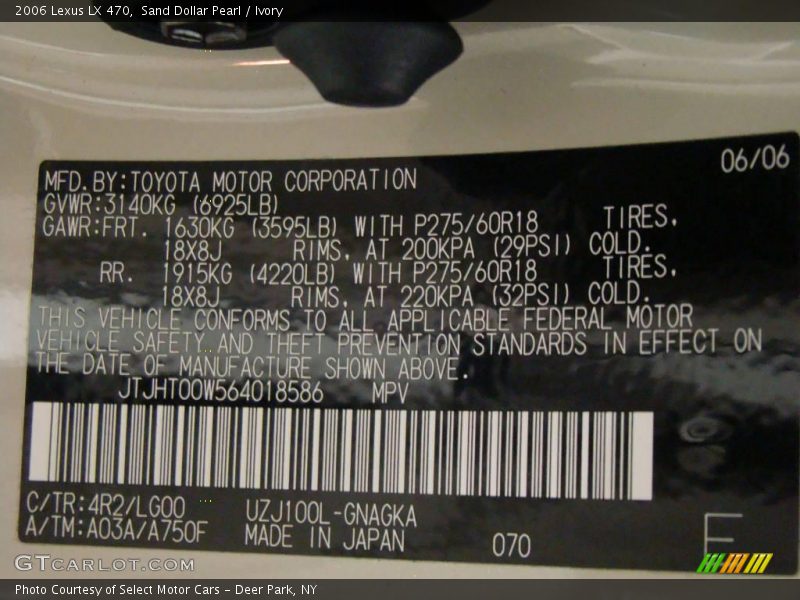 2006 Lexus LX 470, Sand Dollar Pearl / Ivory
06/06
MFD.BY:TOYOTA MOTOR CORPORATION
GVWR:3140KG (6925LB)
GAWR:FRT. 1630KG (3595LB) WITH P275/60R18 TIRES.
18X8J RIMS, AT 200KPA (29PSI) COLD.
RR. 1915KG (4220LB) WITH P275/60R18 TIRES.
18X8J RIMS, AT 220KPA (32PSI) COLD.
THIS VEHICLE CONFORMS TO ALL APPLICABLE FEDERAL MOTOR
VEHICLE SAFETY AND THEFT PREVENTION STANDARDS IN EFFECT ON
THE DATE OF MANUFACTURE SHOWN ABOVE.
JTJHT00W564018586 MPV
C/TR:4R2/LG00 UZJ100L-GNAGKA
A/TM:A03A/A750F MADE IN JAPAN 070 E
GTCARLOT.COM
Photo Courtesy of Select Motor Cars - Deer Park, NY